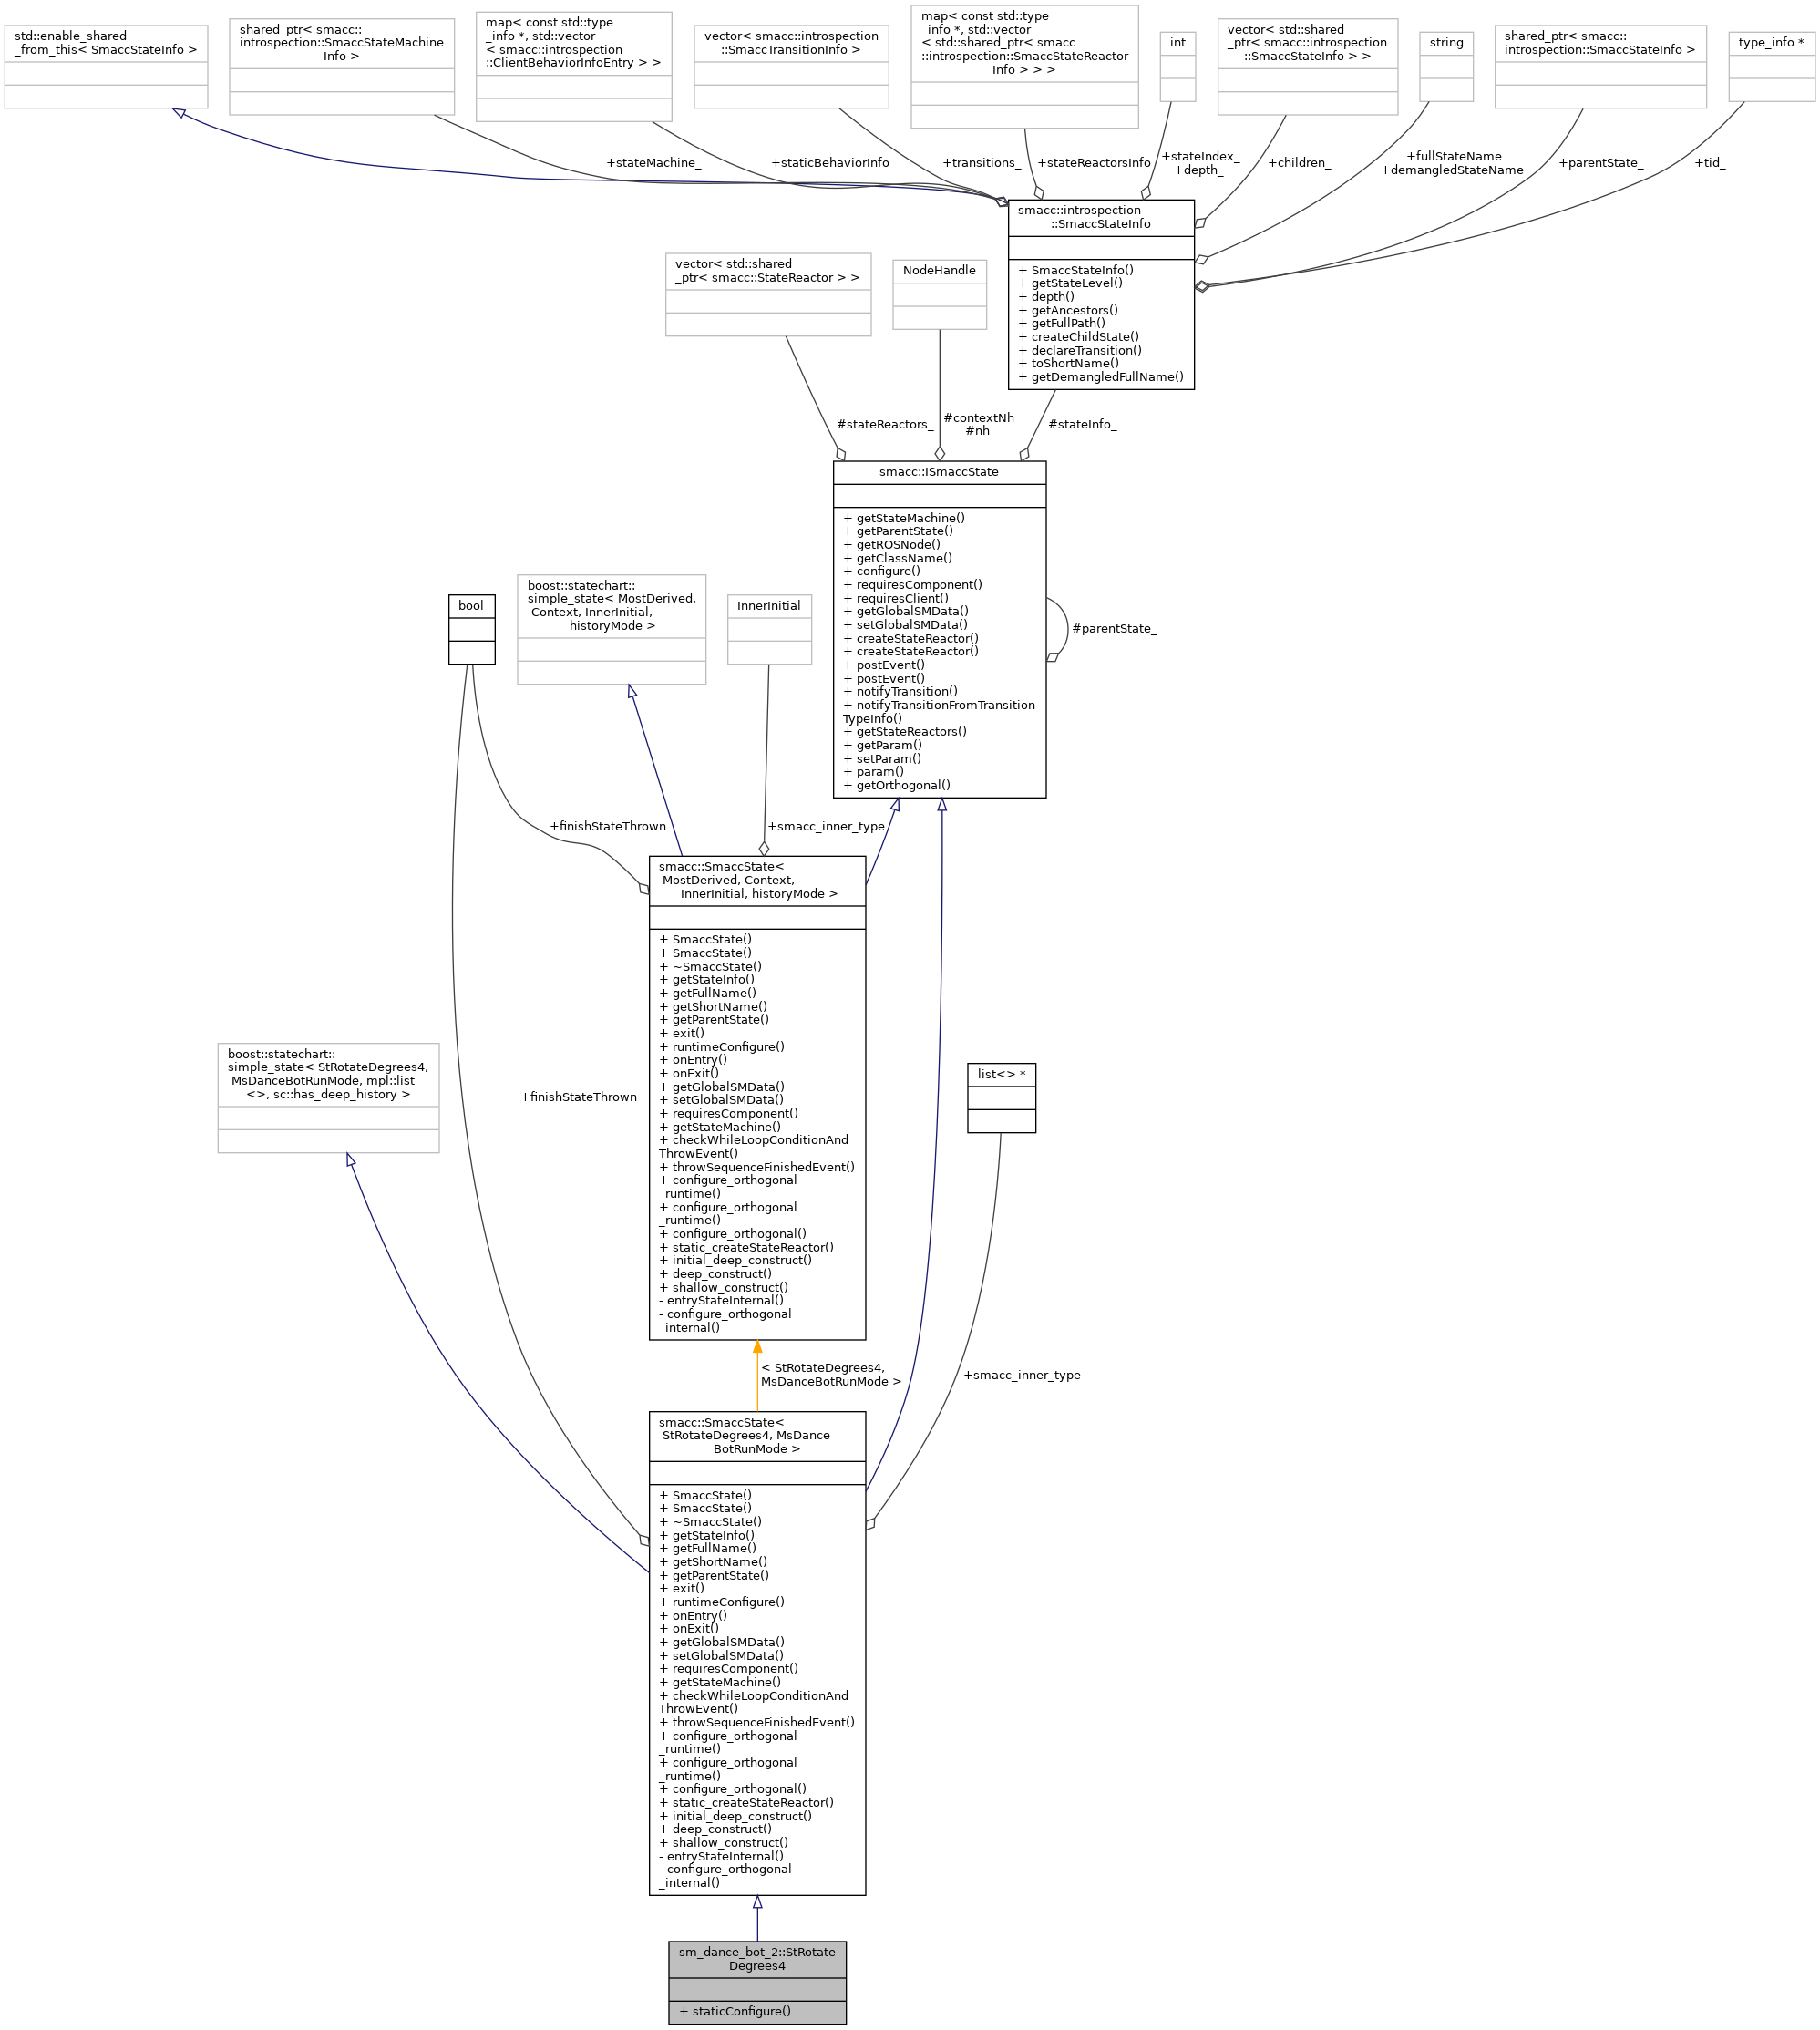 std::enable_shared
_from_this< SmaccStateInfo >
shared_ptr< smacc::
introspection::SmaccStateMachine
Info >
map< const std::type
_info *, std::vector
< smacc::introspection
::ClientBehaviorInfoEntry > >
vector< smacc::introspection
::SmaccTransitionInfo >
map< const std::type
_info *, std::vector
< std::shared_ptr< smacc
::introspection::SmaccStateReactor
Info > > >
int
vector< std::shared
_ptr< smacc::introspection
::SmaccStateInfo > >
string
shared_ptr< smacc::
introspection::SmaccStateInfo >
type_info *
+stateMachine_
+staticBehaviorInfo
+transitions_
+stateReactorsInfo
+stateIndex_
+depth_
+children_
+fullStateName
+demangledStateName
+parentState_
+tid_
smacc::introspection
::SmaccStateInfo
+ SmaccStateInfo()
+ getStateLevel()
+ depth()
+ getAncestors()
+ getFullPath()
+ createChildState()
+ declareTransition()
+ toShortName()
+ getDemangledFullName()
vector< std::shared
_ptr< smacc::StateReactor > >
NodeHandle
#stateReactors_
#contextNh
#nh
#stateInfo_
smacc::ISmaccState
+ getStateMachine()
+ getParentState()
+ getROSNode()
+ getClassName()
+ configure()
+ requiresComponent()
+ requiresClient()
+ getGlobalSMData()
+ setGlobalSMData()
+ createStateReactor()
+ createStateReactor()
+ postEvent()
+ postEvent()
+ notifyTransition()
+ notifyTransitionFromTransition
TypeInfo()
+ getStateReactors()
+ getParam()
+ setParam()
+ param()
+ getOrthogonal()
#parentState_
bool
boost::statechart::
simple_state< MostDerived,
Context, InnerInitial,
historyMode >
InnerInitial
+finishStateThrown
+smacc_inner_type
smacc::SmaccState<
MostDerived, Context,
InnerInitial, historyMode >
+ SmaccState()
+ SmaccState()
+ ~SmaccState()
+ getStateInfo()
+ getFullName()
+ getShortName()
+ getParentState()
+ exit()
+ runtimeConfigure()
+ onEntry()
+ onExit()
+ getGlobalSMData()
+ setGlobalSMData()
+ requiresComponent()
+ getStateMachine()
+ checkWhileLoopConditionAnd
ThrowEvent()
+ throwSequenceFinishedEvent()
+ configure_orthogonal
_runtime()
+ configure_orthogonal
_runtime()
+ configure_orthogonal()
+ static_createStateReactor()
+ initial_deep_construct()
+ deep_construct()
+ shallow_construct()
- entryStateInternal()
- configure_orthogonal
_internal()
boost::statechart::
simple_state< StRotateDegrees4,
MsDanceBotRunMode, mpl::list
<>, sc::has_deep_history >
+finishStateThrown
list<> *
< StRotateDegrees4,
MsDanceBotRunMode >
+smacc_inner_type
smacc::SmaccState<
StRotateDegrees4, MsDance
BotRunMode >
+ SmaccState()
+ SmaccState()
+ ~SmaccState()
+ getStateInfo()
+ getFullName()
+ getShortName()
+ getParentState()
+ exit()
+ runtimeConfigure()
+ onEntry()
+ onExit()
+ getGlobalSMData()
+ setGlobalSMData()
+ requiresComponent()
+ getStateMachine()
+ checkWhileLoopConditionAnd
ThrowEvent()
+ throwSequenceFinishedEvent()
+ configure_orthogonal
_runtime()
+ configure_orthogonal
_runtime()
+ configure_orthogonal()
+ static_createStateReactor()
+ initial_deep_construct()
+ deep_construct()
+ shallow_construct()
- entryStateInternal()
- configure_orthogonal
_internal()
sm_dance_bot_2::StRotate
Degrees4
+ staticConfigure()